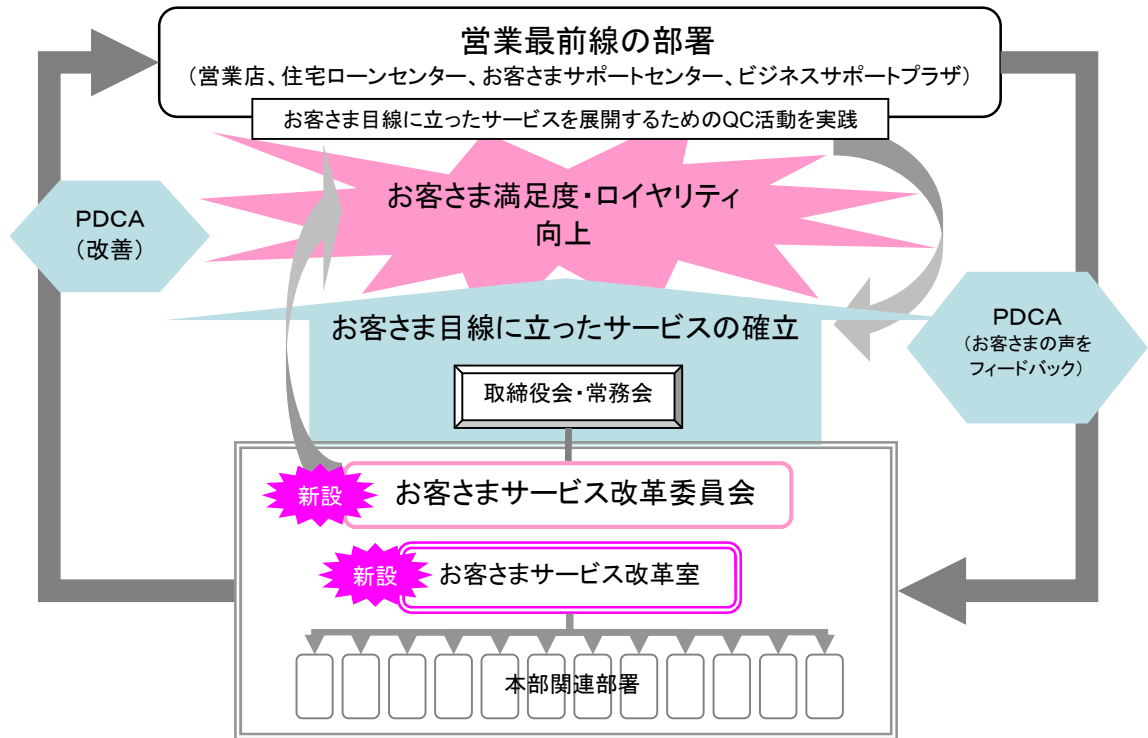 営業最前線の部署
（営業店、住宅ローンセンター、お客さまサポートセンター、ビジネスサポートプラザ）
お客さま目線に立ったサービスを展開するためのQC活動を実践
お客さま満足度・ロイヤリティ
向上
PDCA
（改善）
お客さま目線に立ったサービスの確立
PDCA
（お客さまの声を
フィードバック）
取締役会・常務会
新設
お客さまサービス改革委員会
新設
お客さまサービス改革室
本部関連部署